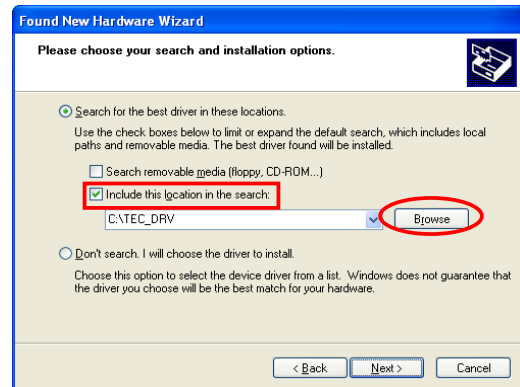 Found New Hardware Wizard
Please choose your search and installation options.
Search for the best driver in these locations.
Use the check boxes below to limit or expand the default search, which includes local
paths and removable media. The best driver found will be installed.
Search removable media (floppy, CD-ROM...)
Include this location in the search:
C:\TEC_DRV
Browse
Don't search. I will choose the driver to install.
Choose this option to select the device driver from a list. Windows does not guarantee that
the driver you choose will be the best match for your hardware.
< Back
Next >
Cancel